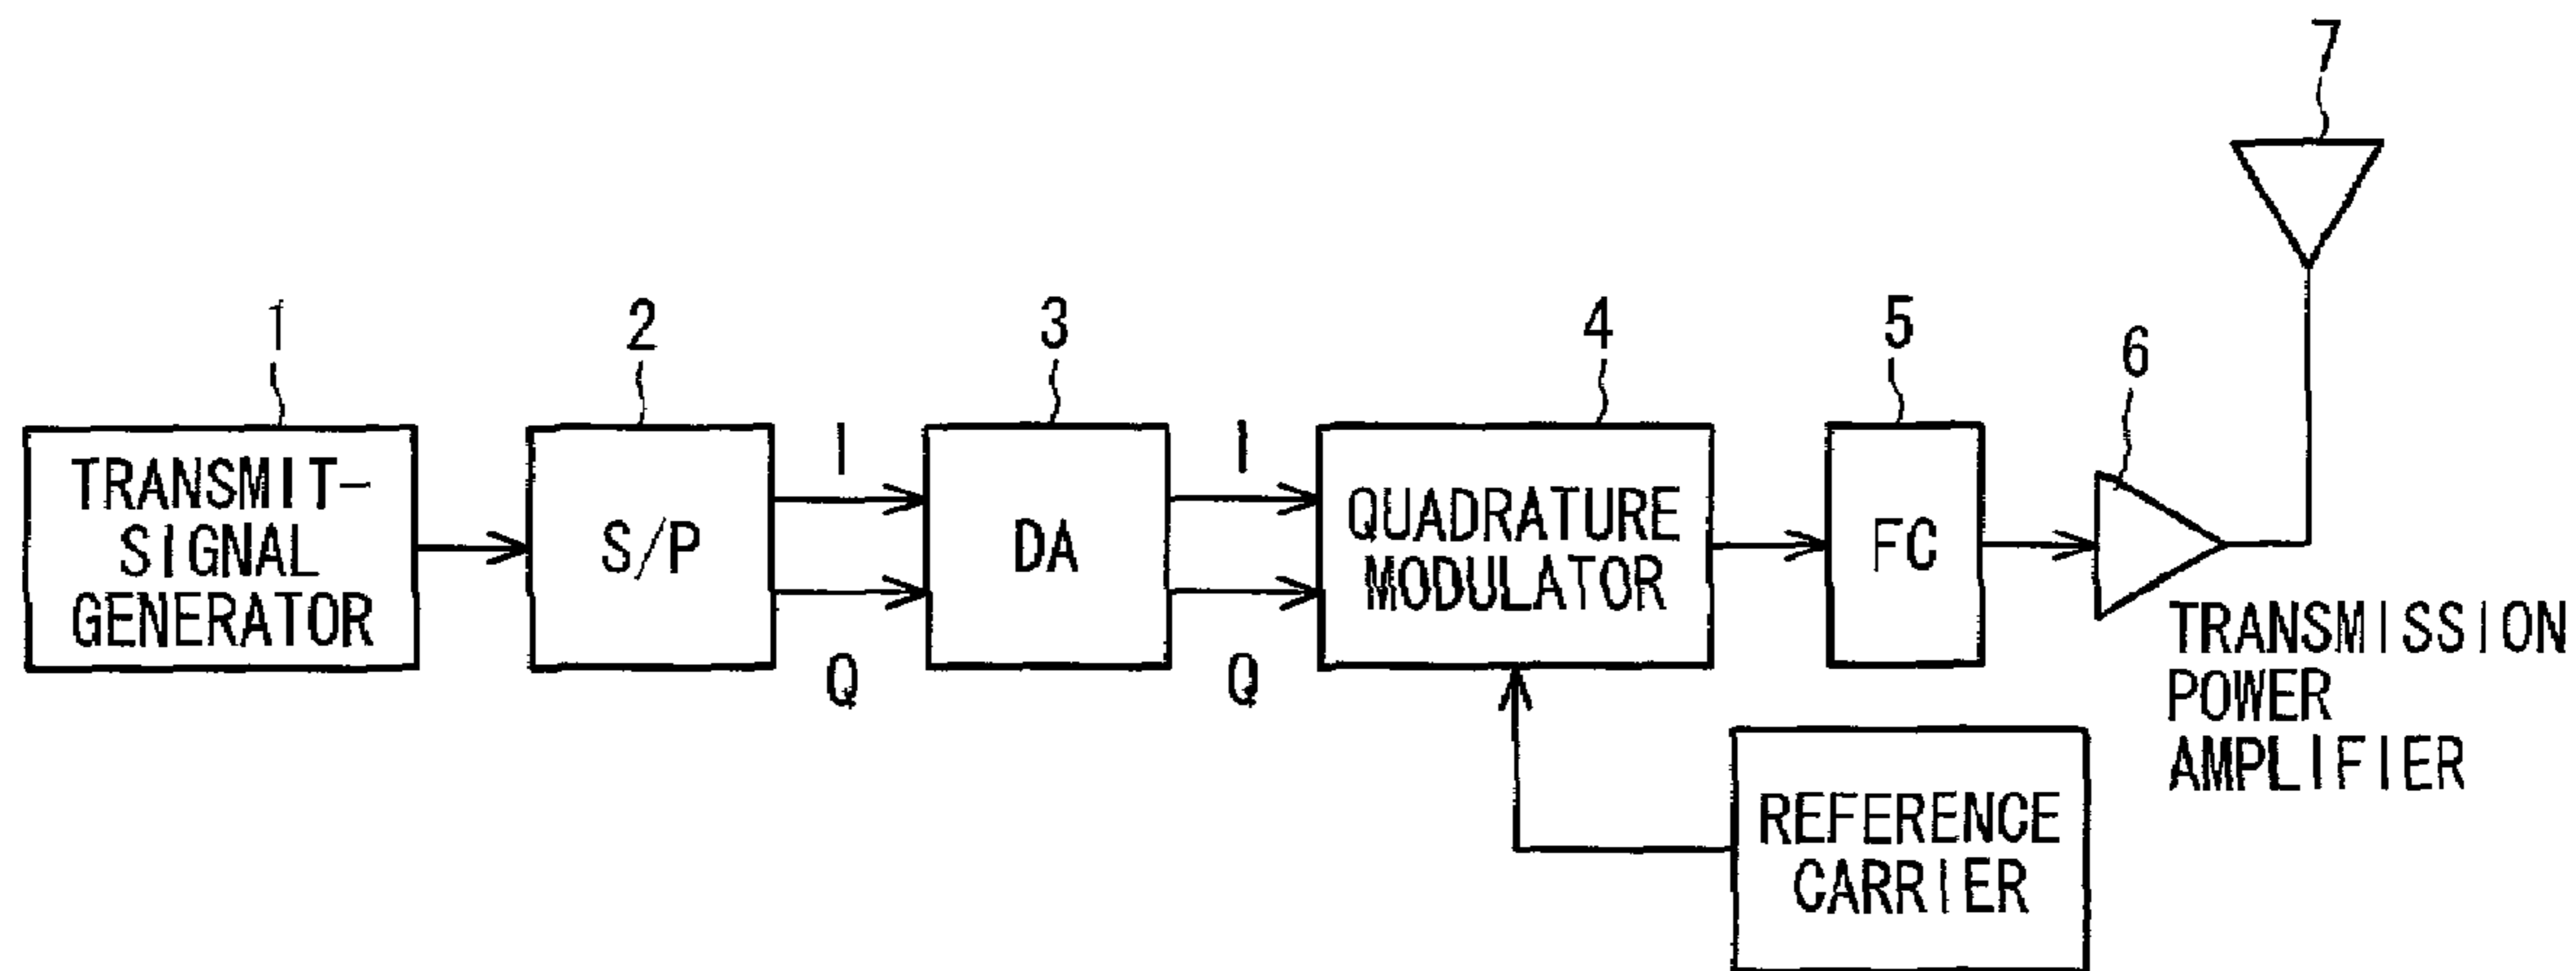 7
1
2
3
4
5
6
I
I
TRANSMIT-
SIGNAL
GENERATOR
S/P
DA
QUADRATURE
MODULATOR
FC
Q
Q
TRANSMISSION
POWER
AMPLIFIER
REFERENCE
CARRIER